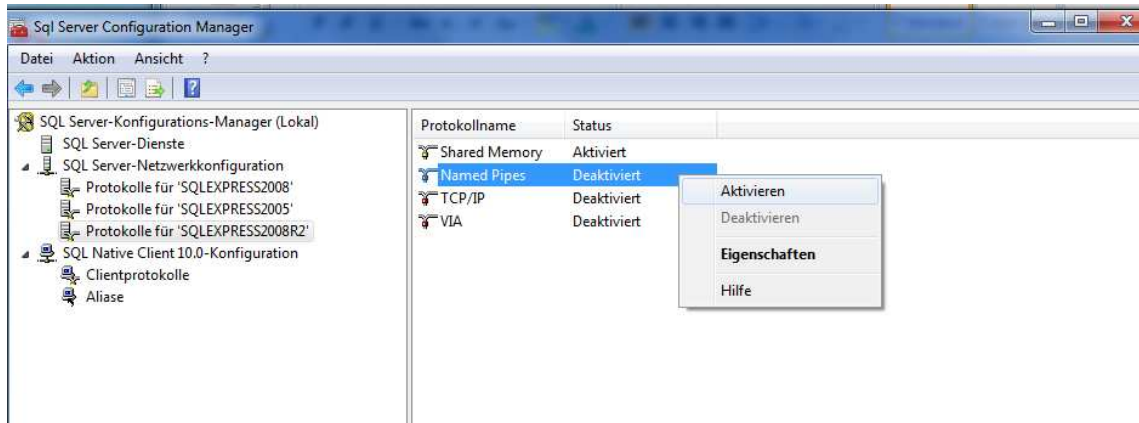 Sql Server Configuration Manager
Datei Aktion Ansicht ?
SQL Server-Konfigurations-Manager (Lokal)
SQL Server-Dienste
SQL Server-Netzwerkkonfiguration
Protokolle für 'SQLEXPRESS2008'
Protokolle für 'SQLEXPRESS2005'
Protokolle für 'SQLEXPRESS2008R2'
SQL Native Client 10.0-Konfiguration
Clientprotokolle
Aliase
Protokollname Status
Shared Memory Aktiviert
Named Pipes Deaktiviert
TCP/IP Deaktiviert
VIA Deaktiviert
Aktivieren
Deaktivieren
Eigenschaften
Hilfe